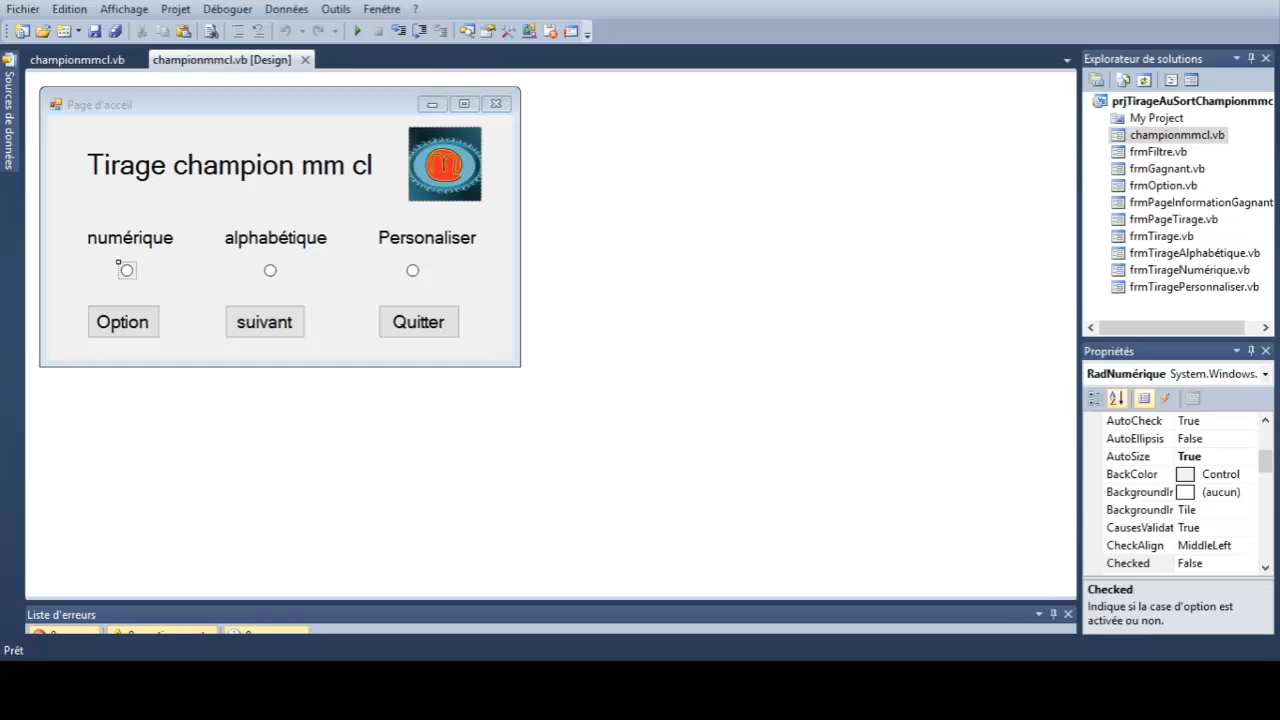 Fichier Edition Affichage Projet Déboguer Données Outils Fenêtre ?
championmmcl.vb championmmcl.vb [Design]
Sources de données
Page d'acceil
Tirage champion mm cl
m
numérique alphabétique Personaliser
Option suivant Quitter
Liste d'erreurs
Prêt
Explorateur de solutions
prjTirageAuSortChampionmmc
My Project
championmmcl.vb
frmFiltre.vb
frmGagnant.vb
frmOption.vb
frmPageInformationGagnant
frmPageTirage.vb
frmTirage.vb
frmTirageAlphabétique.vb
frmTirageNumérique.vb
frmTiragePersonnaliser.vb
Propriétés
RadNumérique System.Windows.
AutoCheck True
AutoEllipsis False
AutoSize True
BackColor Control
BackgroundIr (aucun)
BackgroundIr Tile
CausesValidat True
CheckAlign MiddleLeft
Checked False
Checked
Indique si la case d'option est
activée ou non.